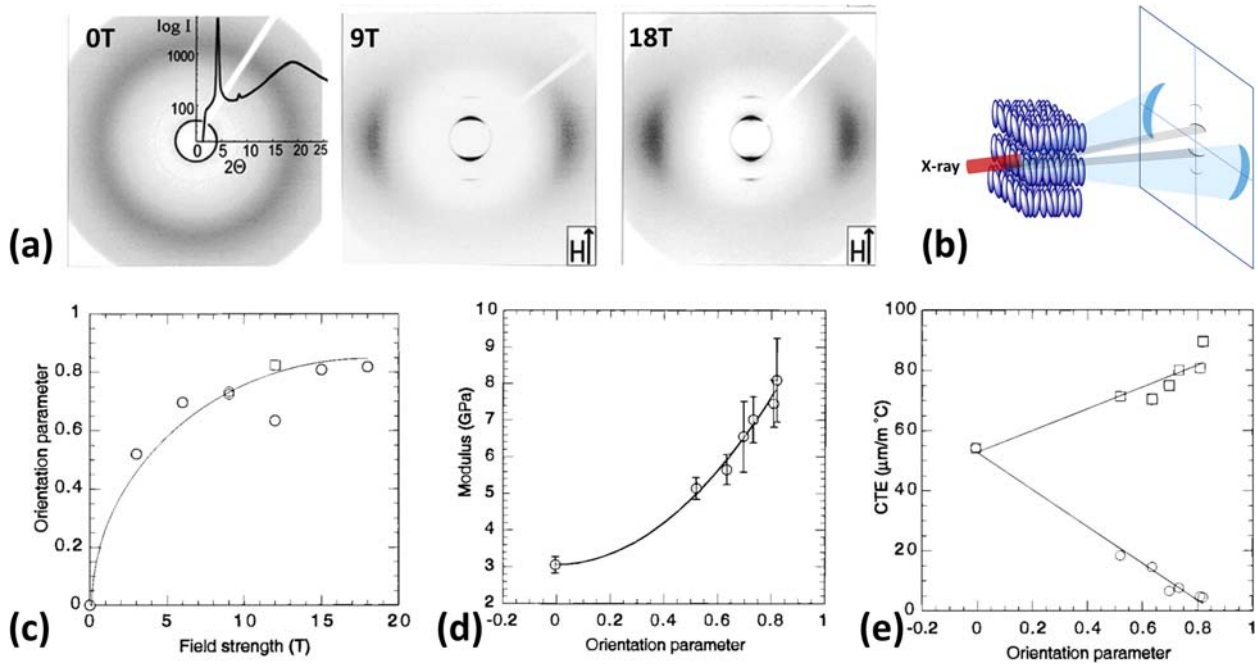 (a)
0T
log I
1000
100
0 5 10 15 20 25
2Θ
9T
H
18T
H
X-ray
(b)
(c)
Orientation parameter
1
0.8
0.6
0.4
0.2
0
0 5 10 15 20
Field strength (T)
(d)
Modulus (GPa)
10
9
8
7
6
5
4
3
2
-0.2 0 0.2 0.4 0.6 0.8 1
Orientation parameter
(e)
CTE (μm/m °C)
100
80
60
40
20
0
-0.2 0 0.2 0.4 0.6 0.8 1
Orientation parameter